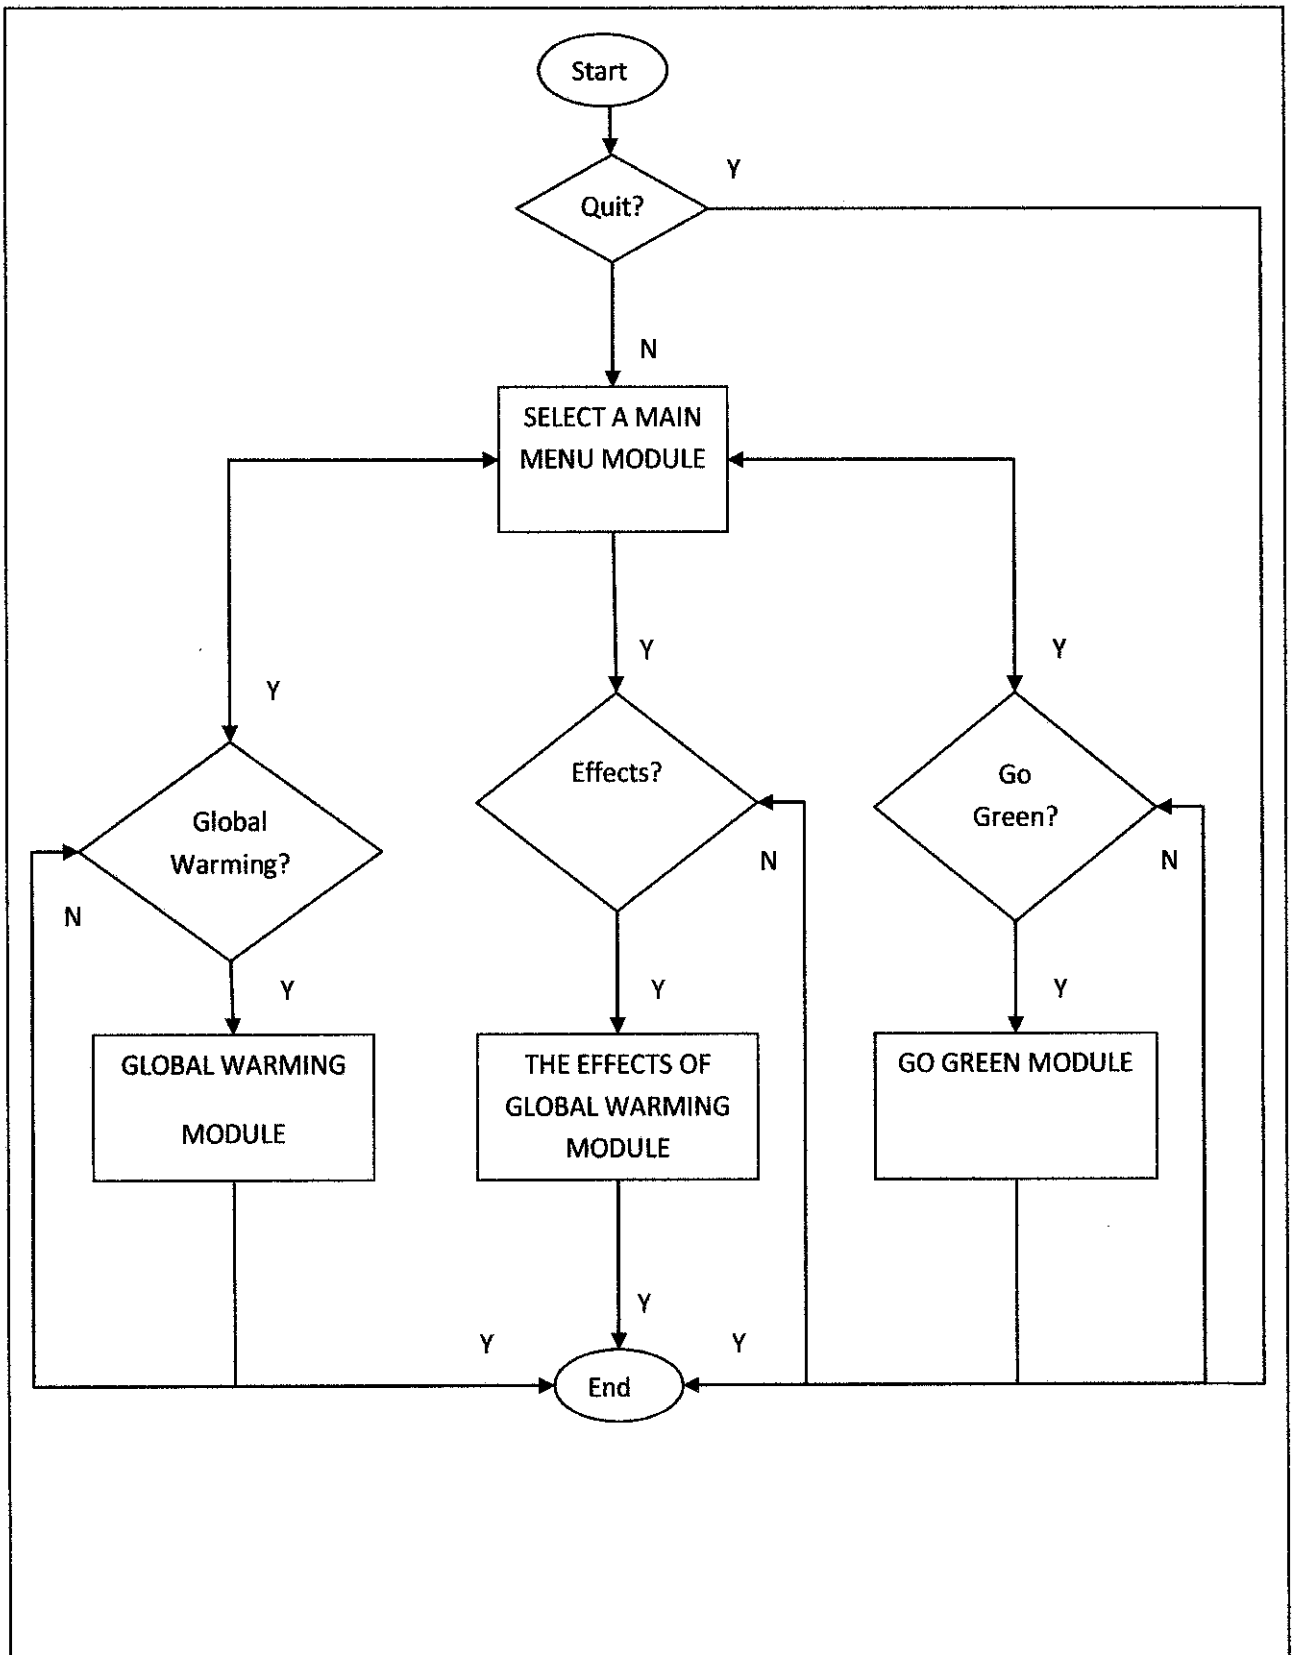 Start
Y
Quit?
N
SELECT A MAIN
MENU MODULE
Y
Y
Y
Effects?
Go
Green?
Global
Warming?
N
N
N
Y
Y
Y
GLOBAL WARMING
MODULE
THE EFFECTS OF
GLOBAL WARMING
MODULE
GO GREEN MODULE
Y
Y
Y
End